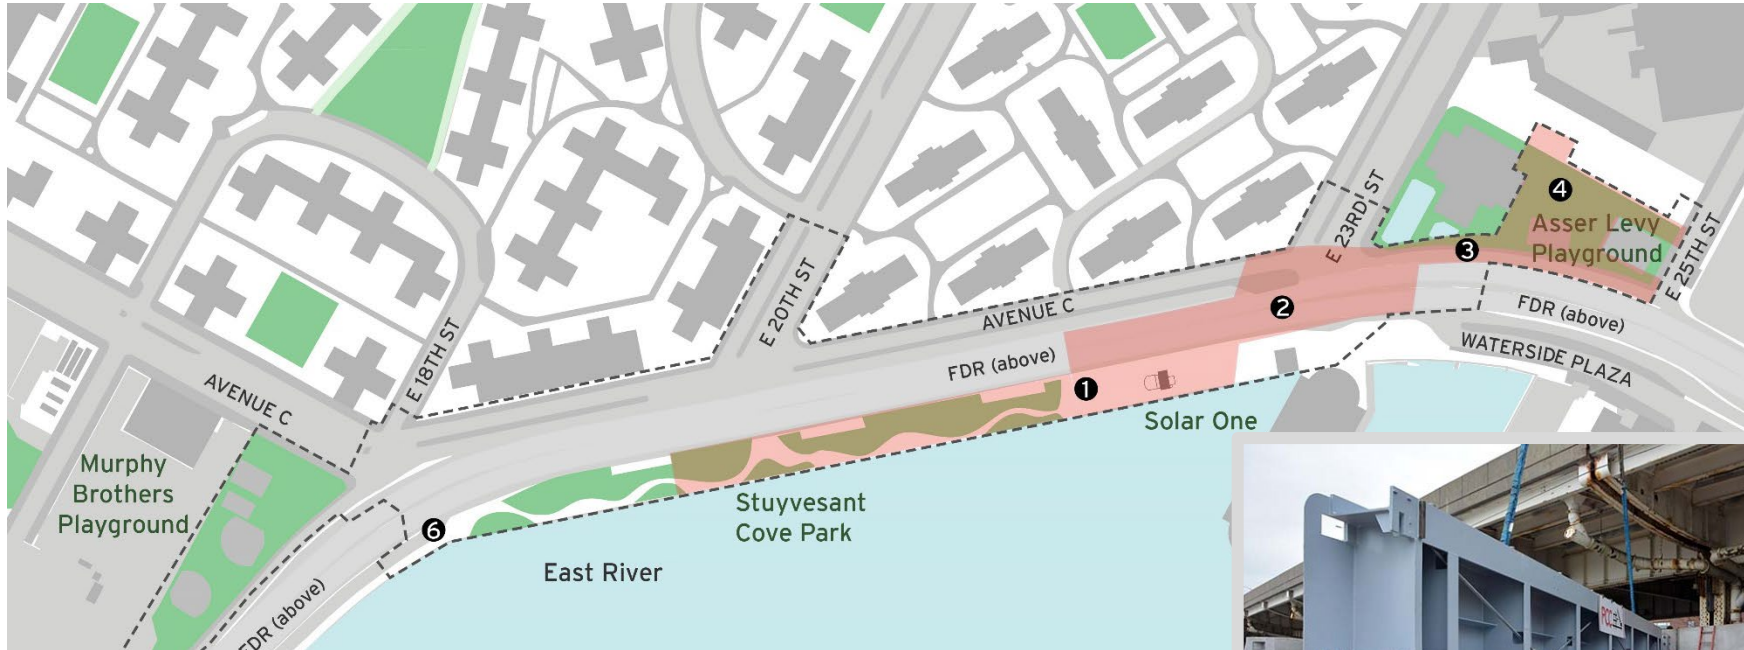 E 23RD ST
4
Asser Levy
Playground
3
E 25TH ST
E 20TH ST
AVENUE C
2
FDR (above)
FDR (above)
WATERSIDE PLAZA
E 18TH ST
AVENUE C
1
Solar One
Murphy
Brothers
Playground
Stuyvesant
Cove Park
6
East River
FDR (above)